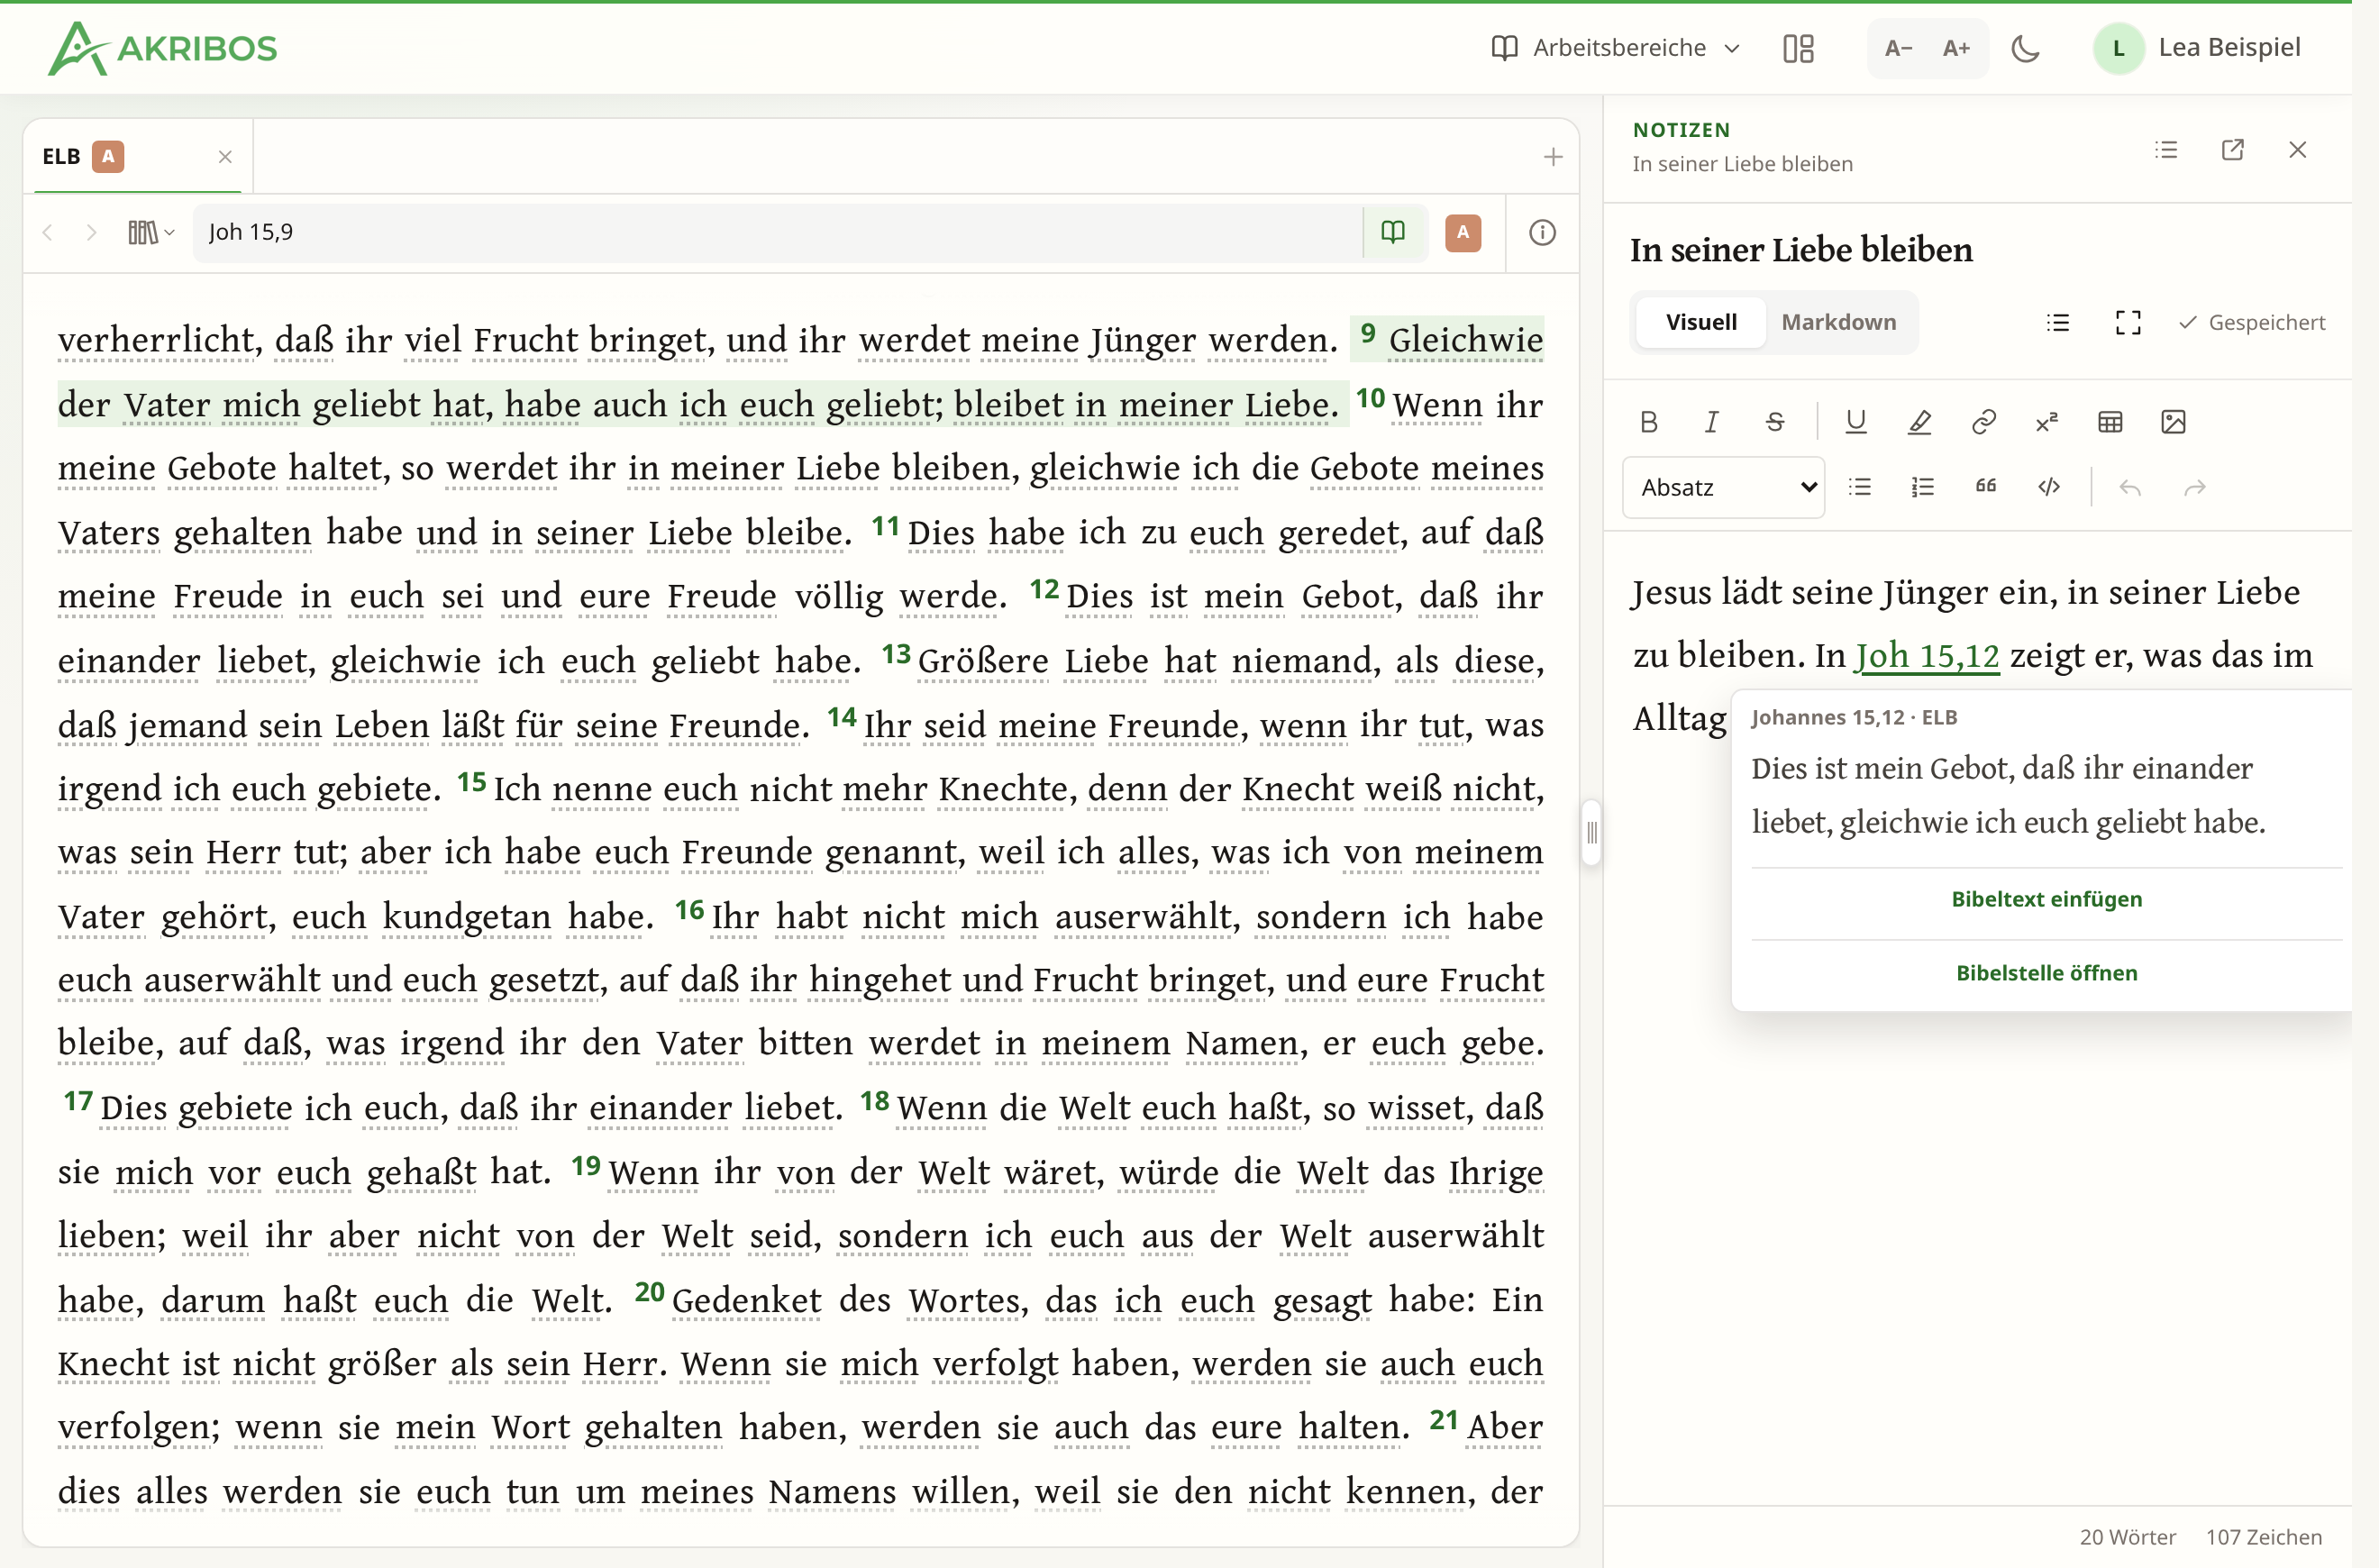 AKRIBOS
Arbeitsbereiche
A−
A+
L
Lea Beispiel
ELB
A
Joh 15,9
A
verherrlicht, daß ihr viel Frucht bringet, und ihr werdet meine Jünger werden. 9 Gleichwie
der Vater mich geliebt hat, habe auch ich euch geliebt; bleibet in meiner Liebe. 10 Wenn ihr
meine Gebote haltet, so werdet ihr in meiner Liebe bleiben, gleichwie ich die Gebote meines
Vaters gehalten habe und in seiner Liebe bleibe. 11 Dies habe ich zu euch geredet, auf daß
meine Freude in euch sei und eure Freude völlig werde. 12 Dies ist mein Gebot, daß ihr
einander liebet, gleichwie ich euch geliebt habe. 13 Größere Liebe hat niemand, als diese,
daß jemand sein Leben läßt für seine Freunde. 14 Ihr seid meine Freunde, wenn ihr tut, was
irgend ich euch gebiete. 15 Ich nenne euch nicht mehr Knechte, denn der Knecht weiß nicht,
was sein Herr tut; aber ich habe euch Freunde genannt, weil ich alles, was ich von meinem
Vater gehört, euch kundgetan habe. 16 Ihr habt nicht mich auserwählt, sondern ich habe
euch auserwählt und euch gesetzt, auf daß ihr hingehet und Frucht bringet, und eure Frucht
bleibe, auf daß, was irgend ihr den Vater bitten werdet in meinem Namen, er euch gebe.
17 Dies gebiete ich euch, daß ihr einander liebet. 18 Wenn die Welt euch haßt, so wisset, daß
sie mich vor euch gehaßt hat. 19 Wenn ihr von der Welt wäret, würde die Welt das Ihrige
lieben; weil ihr aber nicht von der Welt seid, sondern ich euch aus der Welt auserwählt
habe, darum haßt euch die Welt. 20 Gedenket des Wortes, das ich euch gesagt habe: Ein
Knecht ist nicht größer als sein Herr. Wenn sie mich verfolgt haben, werden sie auch euch
verfolgen; wenn sie mein Wort gehalten haben, werden sie auch das eure halten. 21 Aber
dies alles werden sie euch tun um meines Namens willen, weil sie den nicht kennen, der
NOTIZEN
In seiner Liebe bleiben
In seiner Liebe bleiben
Visuell
Markdown
Gespeichert
Absatz
Jesus lädt seine Jünger ein, in seiner Liebe
zu bleiben. In Joh 15,12 zeigt er, was das im
Alltag
Johannes 15,12 · ELB
Dies ist mein Gebot, daß ihr einander
liebet, gleichwie ich euch geliebt habe.
Bibeltext einfügen
Bibelstelle öffnen
20 Wörter
107 Zeichen